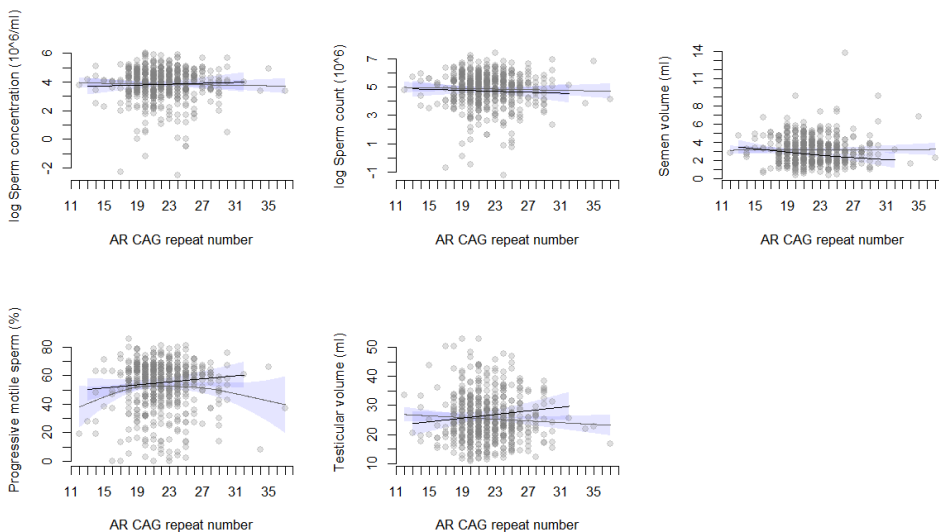 log Sperm concentration (10^6/ml)
6
4
2
0
−2
11 15 19 23 27 31 35
AR CAG repeat number
log Sperm count (10^6)
7
5
3
1
−1
11 15 19 23 27 31 35
AR CAG repeat number
Semen volume (ml)
14
11
8
6
4
2
0
11 15 19 23 27 31 35
AR CAG repeat number
Progressive motile sperm (%)
80
60
40
20
0
11 15 19 23 27 31 35
AR CAG repeat number
Testicular volume (ml)
50
40
30
20
10
11 15 19 23 27 31 35
AR CAG repeat number